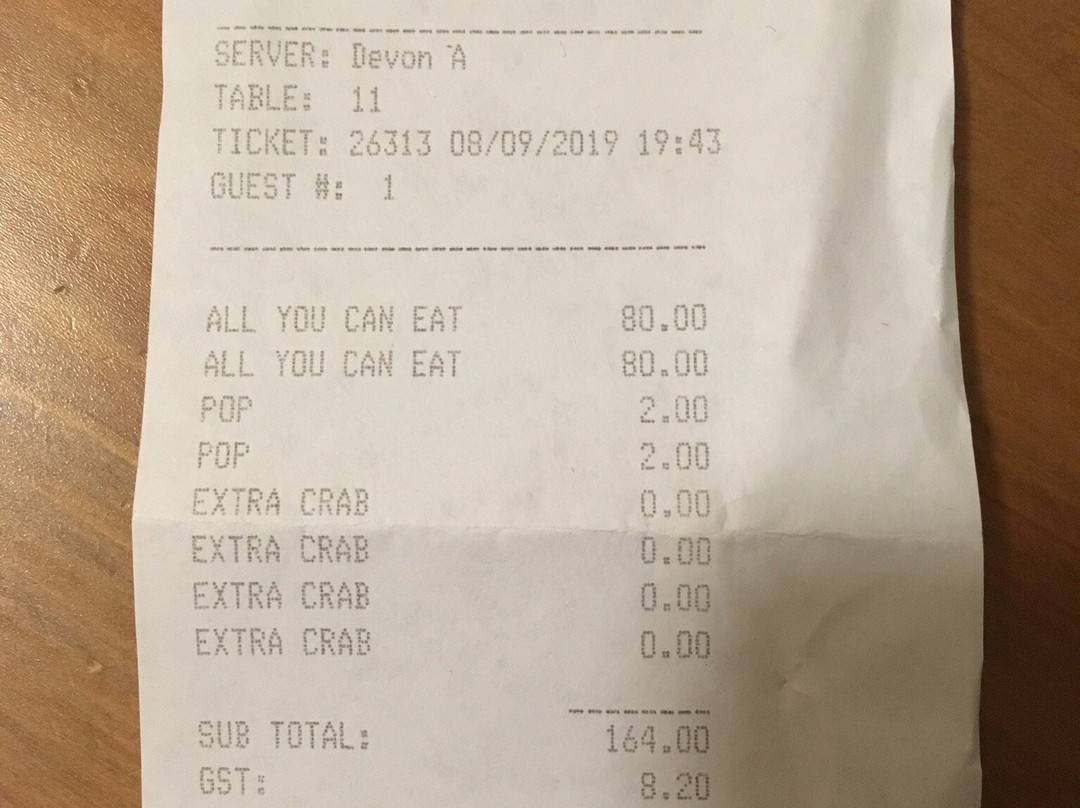 SERVER: Devon A
TABLE: 11
TICKET: 26313 08/09/2019 19:43
GUEST #: 1
ALL YOU CAN EAT 80.00
ALL YOU CAN EAT 80.00
POP 2.00
POP 2.00
EXTRA CRAB 0.00
EXTRA CRAB 0.00
EXTRA CRAB 0.00
EXTRA CRAB 0.00
SUB TOTAL: 164.00
GST: 8.20